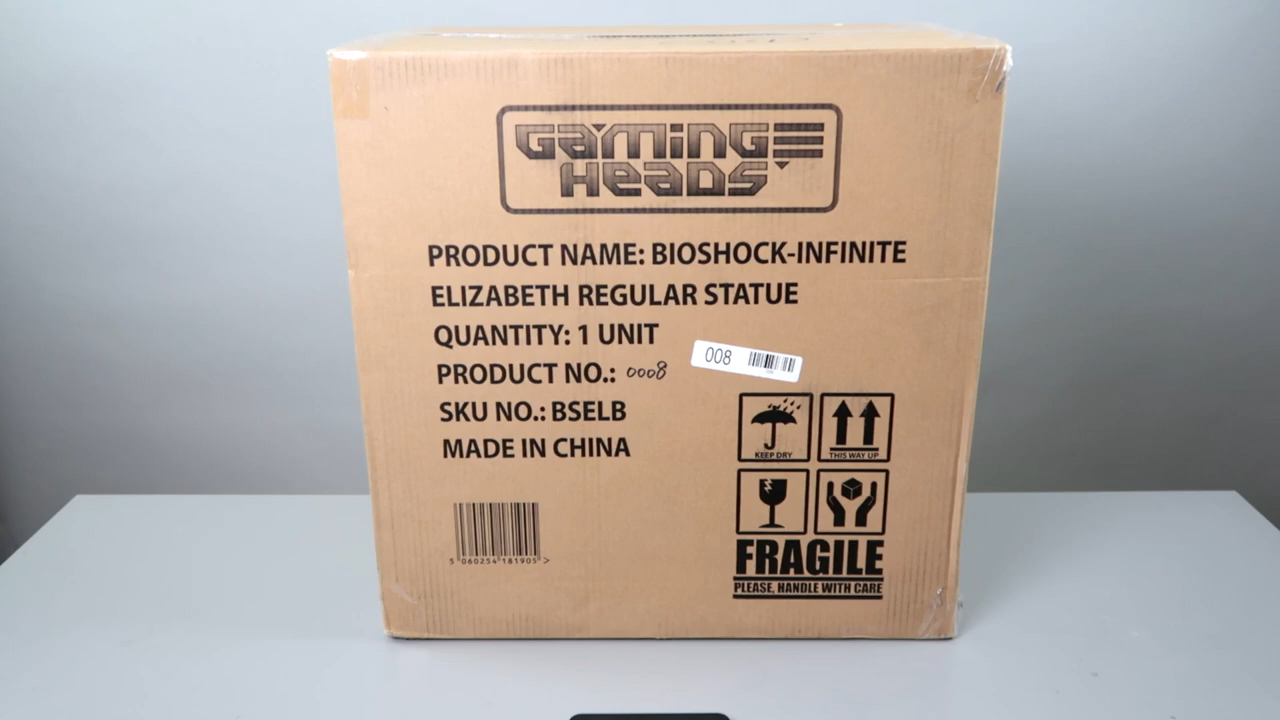 GAMING
HEADS
PRODUCT NAME: BIOSHOCK-INFINITE
ELIZABETH REGULAR STATUE
QUANTITY: 1 UNIT
PRODUCT NO.: 0008
008
SKU NO.: BSELB
MADE IN CHINA
KEEP DRY
THIS WAY UP
5 060254 181905 >
FRAGILE
PLEASE, HANDLE WITH CARE